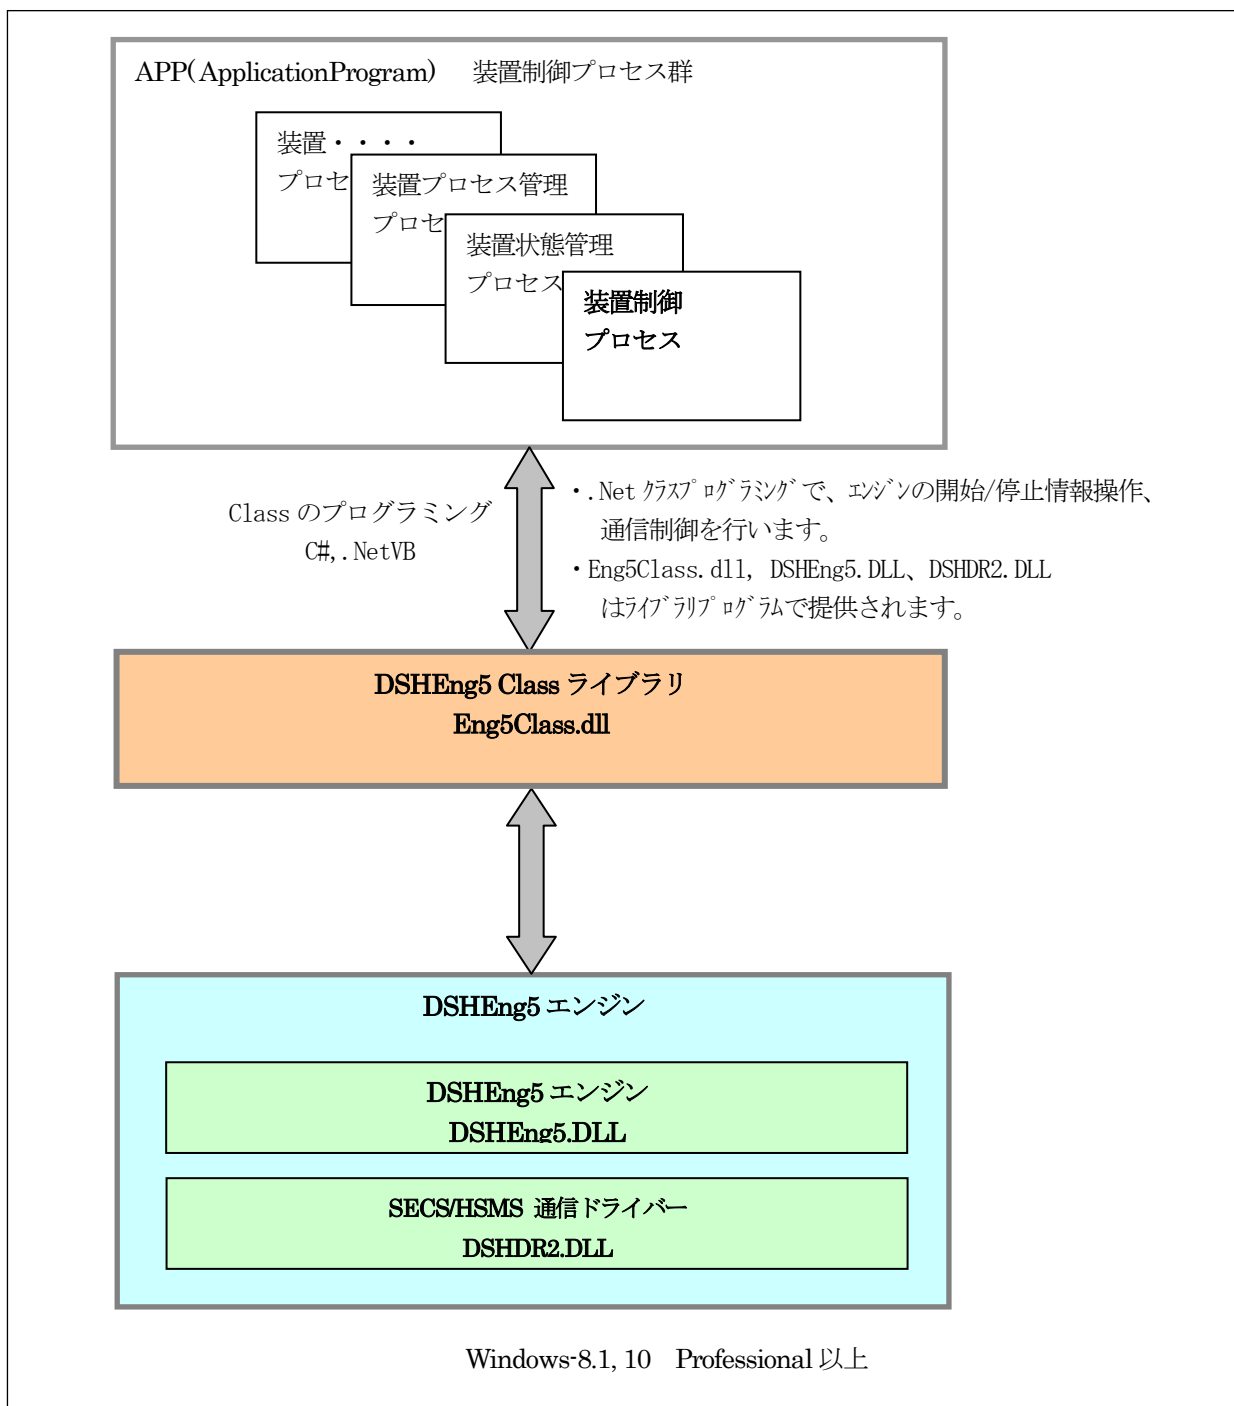 APP(ApplicationProgram)　装置制御プロセス群
装置・・・・
プロセ
装置プロセス管理
プロセ
装置状態管理
プロセス
装置制御
プロセス
Class のプログラミング
C#,.NetVB
・.Net ｸﾗｽﾌﾟﾛｸﾞﾗﾐﾝｸﾞで、ｴﾝｼﾞﾝの開始/停止情報操作、
通信制御を行います。
・Eng5Class.dll, DSHEng5.DLL、DSHDR2.DLL
はﾗｲﾌﾞﾗﾘﾌﾟﾛｸﾞﾗﾑで提供されます。
DSHEng5 Class ライブラリ
Eng5Class.dll
DSHEng5 エンジン
DSHEng5 エンジン
DSHEng5.DLL
SECS/HSMS 通信ドライバー
DSHDR2.DLL
Windows-8.1, 10　Professional 以上